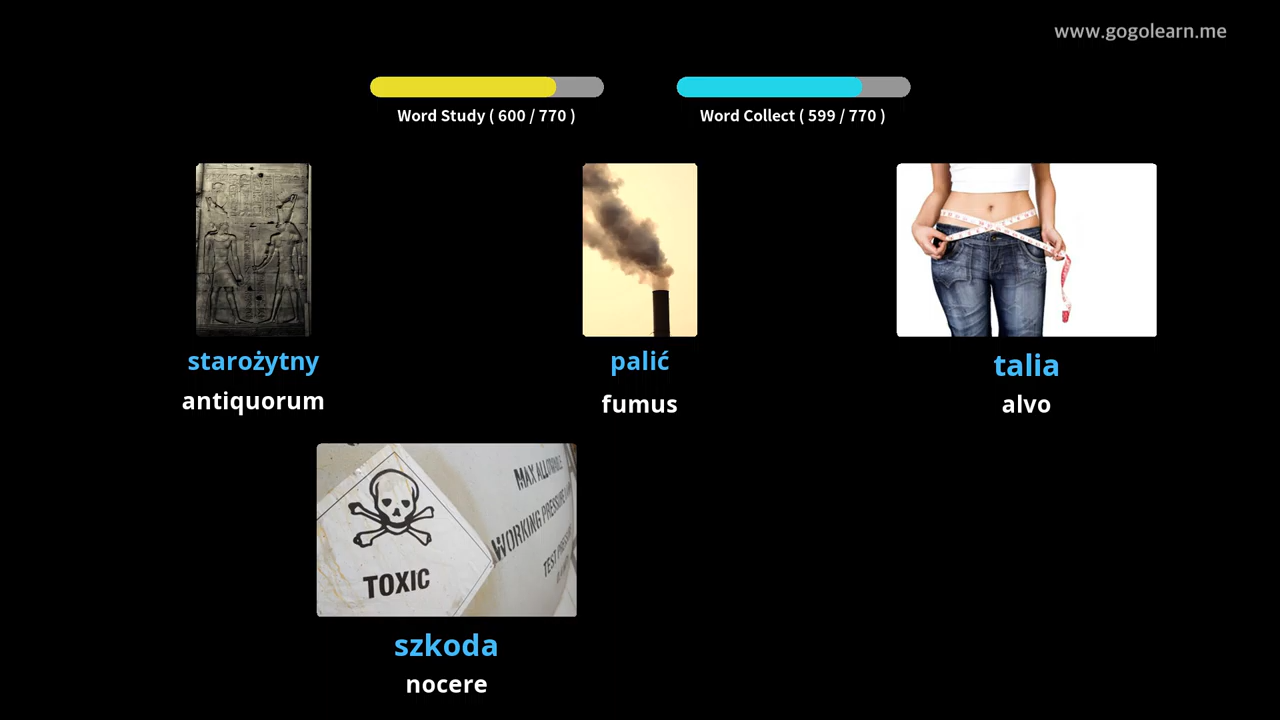 www.gogolearn.me
Word Study ( 600 / 770 )
Word Collect ( 599 / 770 )
starożytny
antiquorum
palić
fumus
talia
alvo
MAX ALLOWABLE
WORKING PRESSURE
TEST PRESSURE
TOXIC
szkoda
nocere